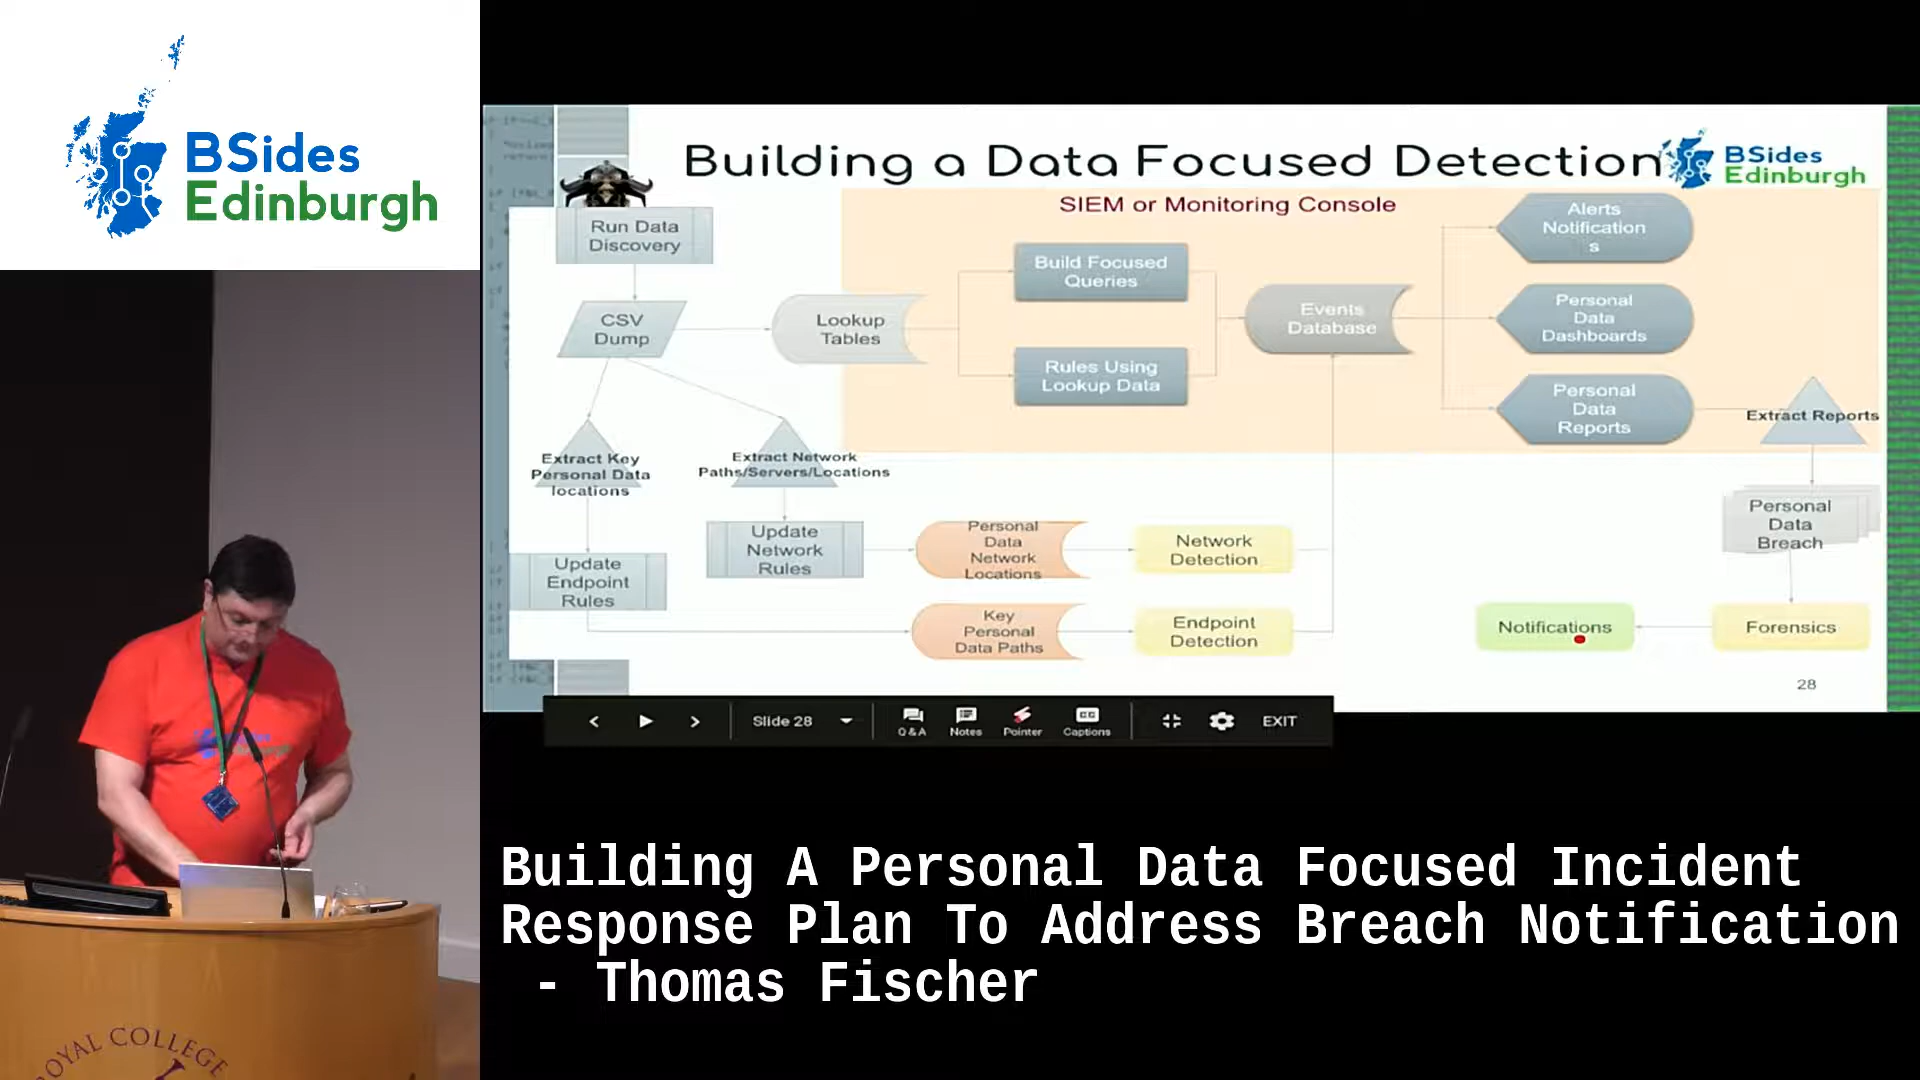 BSides
Edinburgh
Building a Data Focused Detection
BSides
Edinburgh
SIEM or Monitoring Console
Run Data
Discovery
CSV
Dump
Lookup
Tables
Build Focused
Queries
Rules Using
Lookup Data
Events
Database
Alerts
Notification
s
Personal
Data
Dashboards
Personal
Data
Reports
Extract Reports
Extract Key
Personal Data
locations
Extract Network
Paths/Servers/Locations
Update
Endpoint
Rules
Update
Network
Rules
Personal
Data
Network
Locations
Network
Detection
Key
Personal
Data Paths
Endpoint
Detection
Personal
Data
Breach
Forensics
Notifications
28
Slide 28
Q & A
Notes
Pointer
CC
Captions
EXIT
Building A Personal Data Focused Incident
Response Plan To Address Breach Notification
- Thomas Fischer
ROYAL COLLEGE